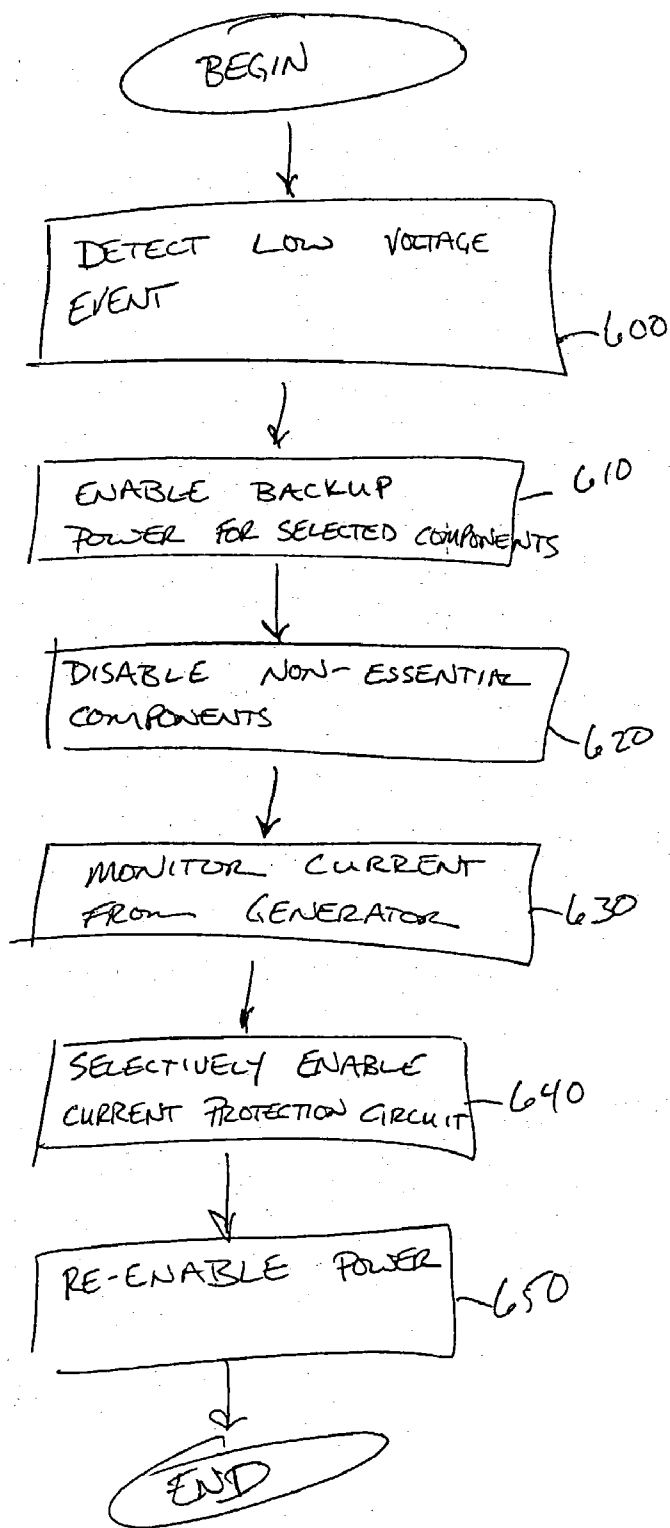 BEGIN
DETECT LOW VOLTAGE
EVENT
600
ENABLE BACKUP
POWER FOR SELECTED COMPONENTS
610
DISABLE NON-ESSENTIAL
COMPONENTS
620
MONITOR CURRENT
FROM GENERATOR
630
SELECTIVELY ENABLE
CURRENT PROTECTION CIRCUIT
640
RE-ENABLE POWER
650
END